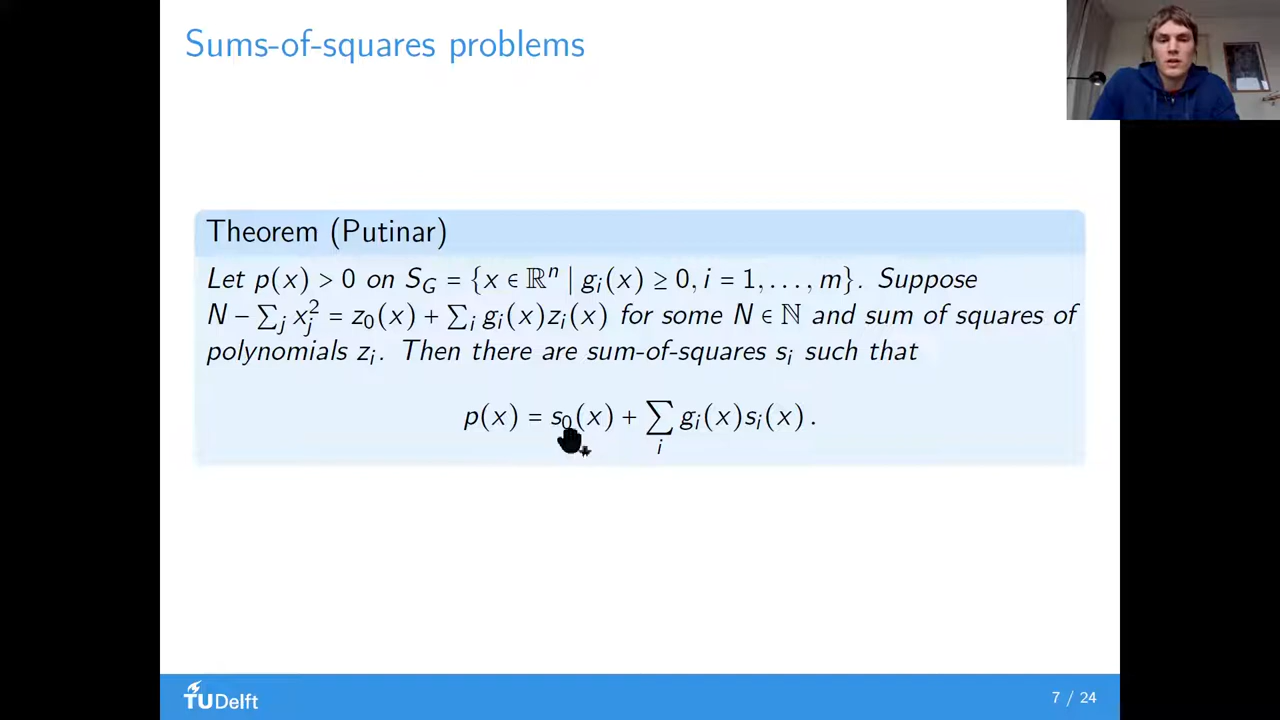 Sums-of-squares problems
Theorem (Putinar)
Let p(x) > 0 on S_G = {x ∈ ℝⁿ | g_i(x) ≥ 0, i = 1, . . . , m}. Suppose
N − ∑_j x_j² = z_0(x) + ∑_i g_i(x)z_i(x) for some N ∈ ℕ and sum of squares of
polynomials z_i. Then there are sum-of-squares s_i such that
p(x) = s_0(x) + ∑_i g_i(x)s_i(x) .
TUDelft
7 / 24